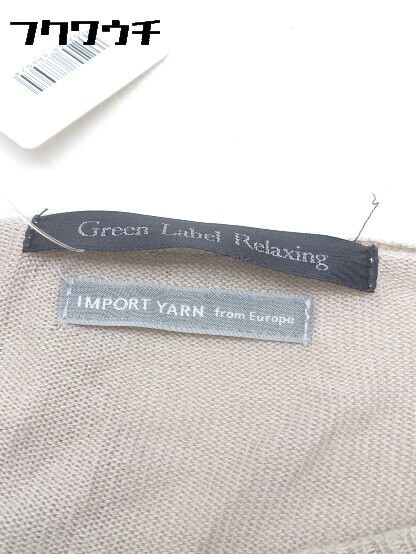 フクワウチ
Green Label Relaxing
IMPORT YARN from Europe